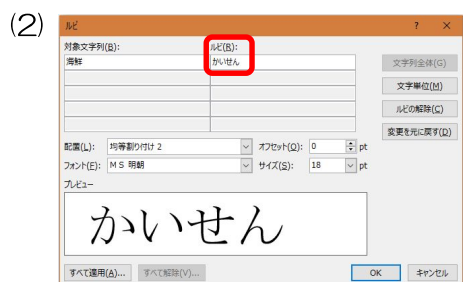 (2)
ルビ ? ×
対象文字列(B): ルビ(R):
海鮮 かいせん 文字列全体(G)
文字単位(M)
ルビの解除(C)
変更を元に戻す(D)
配置(L): 均等割り付け 2 オフセット(O): 0 pt
フォント(F): ＭＳ 明朝 サイズ(S): 18 pt
プレビュー
かいせん
すべて適用(A)... すべて解除(V)... OK キャンセル